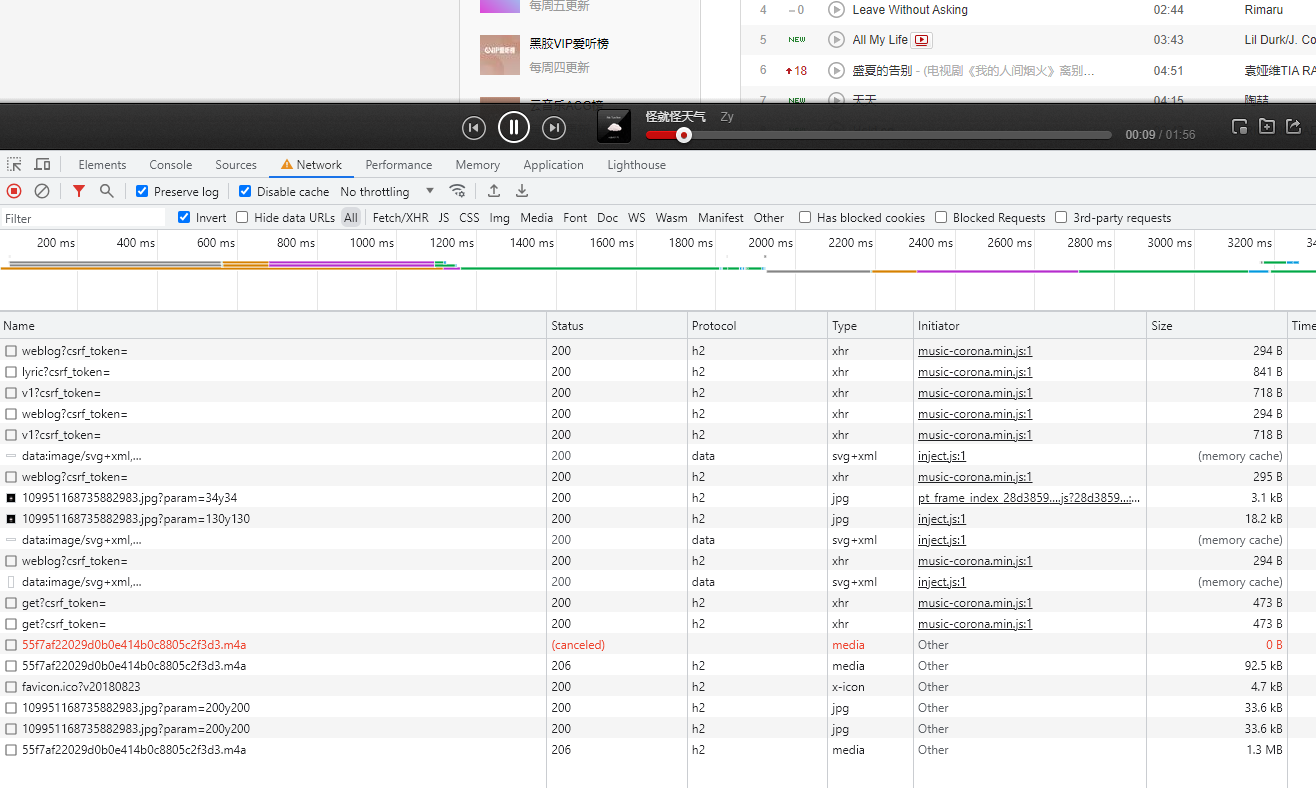 每周五更新
黑胶VIP爱听榜
每周四更新
4 – 0 Leave Without Asking 02:44 Rimaru
5 NEW All My Life 03:43 Lil Durk/J. Co
6 18 盛夏的告别 - (电视剧《我的人间烟火》离别... 04:51 袁娅维TIA RA
7 NEW 天天 04:15 陶喆
怪就怪天气 Zy
00:09 / 01:56
Elements Console Sources Network Performance Memory Application Lighthouse
Preserve log Disable cache No throttling
Filter Invert Hide data URLs All Fetch/XHR JS CSS Img Media Font Doc WS Wasm Manifest Other Has blocked cookies Blocked Requests 3rd-party requests
200 ms 400 ms 600 ms 800 ms 1000 ms 1200 ms 1400 ms 1600 ms 1800 ms 2000 ms 2200 ms 2400 ms 2600 ms 2800 ms 3000 ms 3200 ms 34
Name Status Protocol Type Initiator Size Time
weblog?csrf_token= 200 h2 xhr music-corona.min.js:1 294 B
lyric?csrf_token= 200 h2 xhr music-corona.min.js:1 841 B
v1?csrf_token= 200 h2 xhr music-corona.min.js:1 718 B
weblog?csrf_token= 200 h2 xhr music-corona.min.js:1 294 B
v1?csrf_token= 200 h2 xhr music-corona.min.js:1 718 B
data:image/svg+xml,... 200 data svg+xml inject.js:1 (memory cache)
weblog?csrf_token= 200 h2 xhr music-corona.min.js:1 295 B
109951168735882983.jpg?param=34y34 200 h2 jpg pt_frame_index_28d3859....js?28d3859...:... 3.1 kB
109951168735882983.jpg?param=130y130 200 h2 jpg inject.js:1 18.2 kB
data:image/svg+xml,... 200 data svg+xml inject.js:1 (memory cache)
weblog?csrf_token= 200 h2 xhr music-corona.min.js:1 294 B
data:image/svg+xml,... 200 data svg+xml inject.js:1 (memory cache)
get?csrf_token= 200 h2 xhr music-corona.min.js:1 473 B
get?csrf_token= 200 h2 xhr music-corona.min.js:1 473 B
55f7af22029d0b0e414b0c8805c2f3d3.m4a (canceled) media Other 0 B
55f7af22029d0b0e414b0c8805c2f3d3.m4a 206 h2 media Other 92.5 kB
favicon.ico?v20180823 200 h2 x-icon Other 4.7 kB
109951168735882983.jpg?param=200y200 200 h2 jpg Other 33.6 kB
109951168735882983.jpg?param=200y200 200 h2 jpg Other 33.6 kB
55f7af22029d0b0e414b0c8805c2f3d3.m4a 206 h2 media Other 1.3 MB